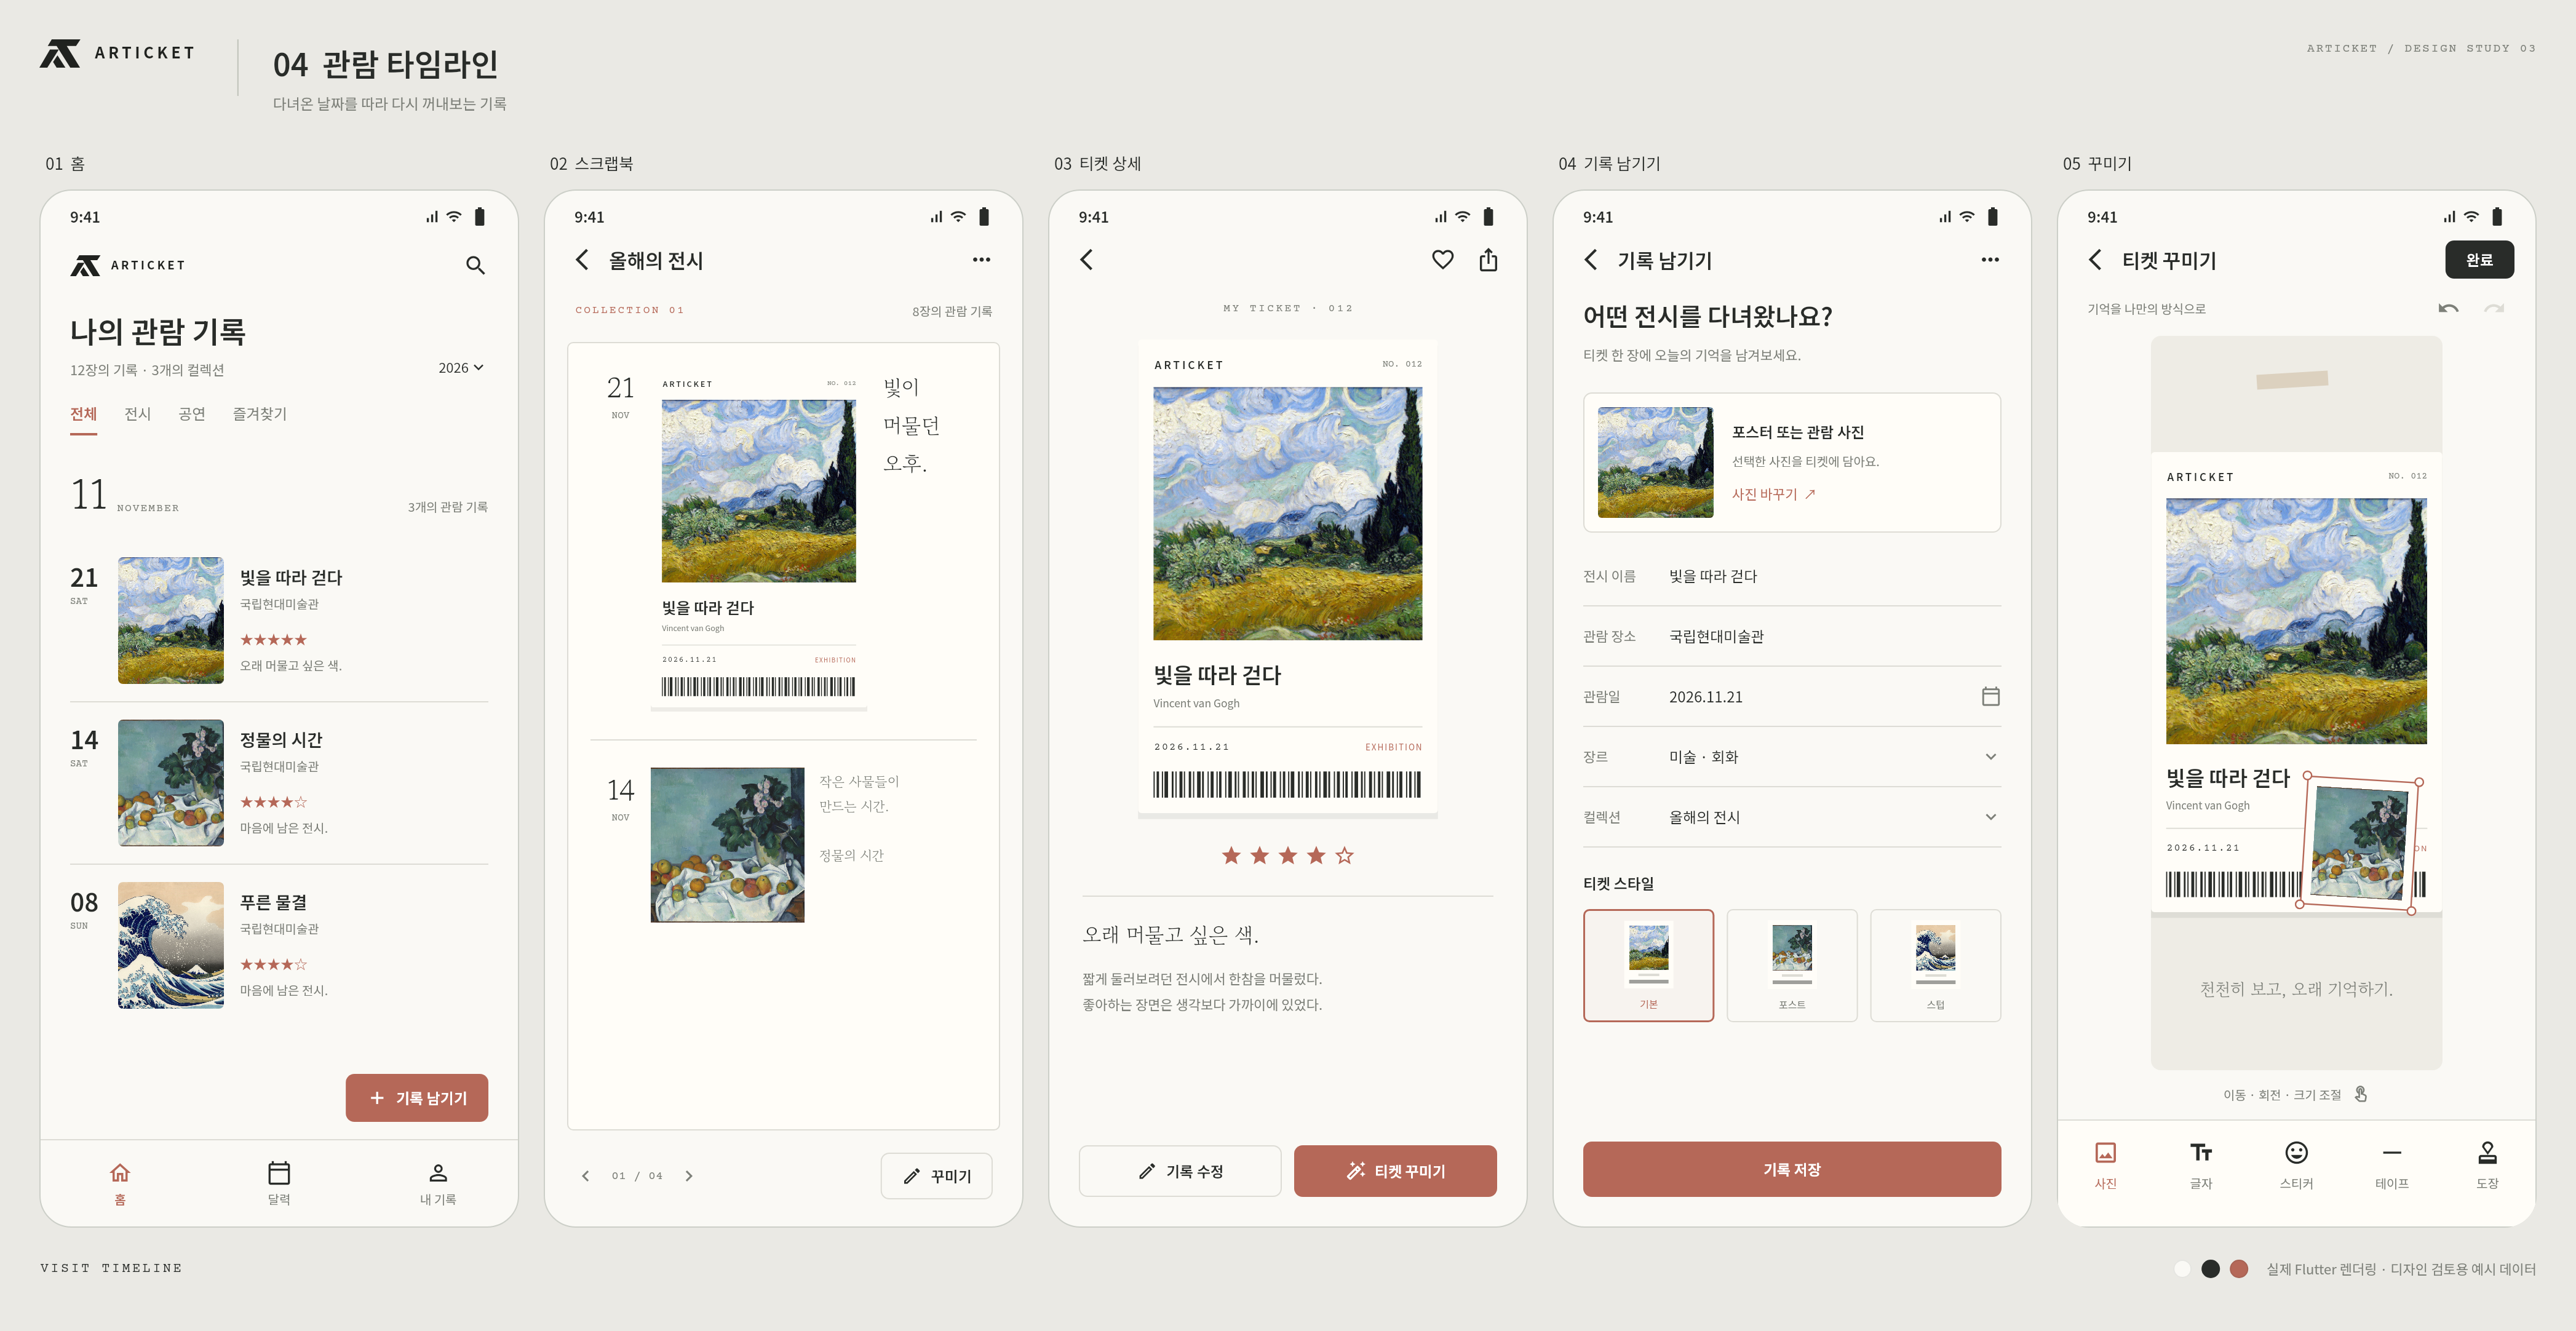 ARTICKET
04 관람 타임라인
다녀온 날짜를 따라 다시 꺼내보는 기록
ARTICKET / DESIGN STUDY 03
01 홈
9:41
ARTICKET
나의 관람 기록
12장의 기록 · 3개의 컬렉션
2026
전체 전시 공연 즐겨찾기
11 NOVEMBER
3개의 관람 기록
21
SAT
빛을 따라 걷다
국립현대미술관
★★★★★
오래 머물고 싶은 색.
14
SAT
정물의 시간
국립현대미술관
★★★★☆
마음에 남은 전시.
08
SUN
푸른 물결
국립현대미술관
★★★★☆
마음에 남은 전시.
+ 기록 남기기
홈 달력 내 기록
02 스크랩북
9:41
올해의 전시
COLLECTION 01
8장의 관람 기록
21
NOV
ARTICKET
NO. 012
빛을 따라 걷다
Vincent van Gogh
2026.11.21
EXHIBITION
빛이
머물던
오후.
14
NOV
작은 사물들이
만드는 시간.
정물의 시간
01 / 04
꾸미기
03 티켓 상세
9:41
MY TICKET · 012
ARTICKET
NO. 012
빛을 따라 걷다
Vincent van Gogh
2026.11.21
EXHIBITION
오래 머물고 싶은 색.
짧게 둘러보려던 전시에서 한참을 머물렀다.
좋아하는 장면은 생각보다 가까이에 있었다.
기록 수정
티켓 꾸미기
04 기록 남기기
9:41
기록 남기기
어떤 전시를 다녀왔나요?
티켓 한 장에 오늘의 기억을 남겨보세요.
포스터 또는 관람 사진
선택한 사진을 티켓에 담아요.
사진 바꾸기 ↗
전시 이름 빛을 따라 걷다
관람 장소 국립현대미술관
관람일 2026.11.21
장르 미술 · 회화
컬렉션 올해의 전시
티켓 스타일
기본 포스트 스텁
기록 저장
05 꾸미기
9:41
티켓 꾸미기
완료
기억을 나만의 방식으로
ARTICKET
NO. 012
빛을 따라 걷다
Vincent van Gogh
2026.11.21
ON
천천히 보고, 오래 기억하기.
이동 · 회전 · 크기 조절
사진 글자 스티커 테이프 도장
VISIT TIMELINE
실제 Flutter 렌더링 · 디자인 검토용 예시 데이터